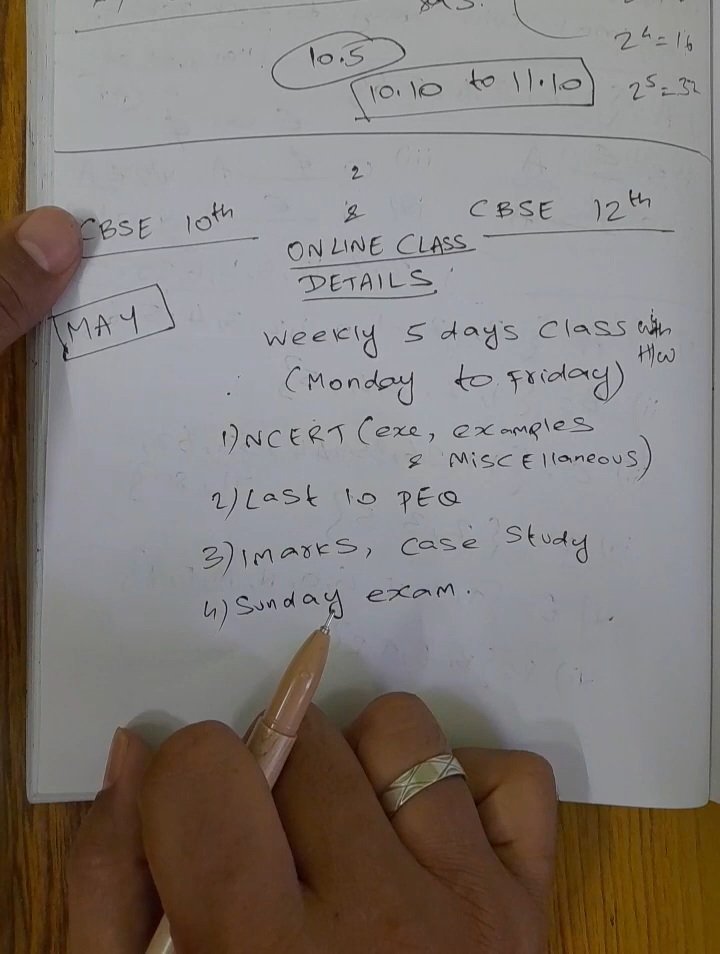 2⁴ = 16
10.5
10.10 to 11.10
2⁵ = 32
2
CBSE 10th & CBSE 12th
ONLINE CLASS
DETAILS
MAY
Weekly 5 days class with H/W
(Monday to Friday)
1) NCERT (exe, examples
& Miscellaneous)
2) Last 10 PEQ
3) 1 marks, case study
4) Sunday exam.